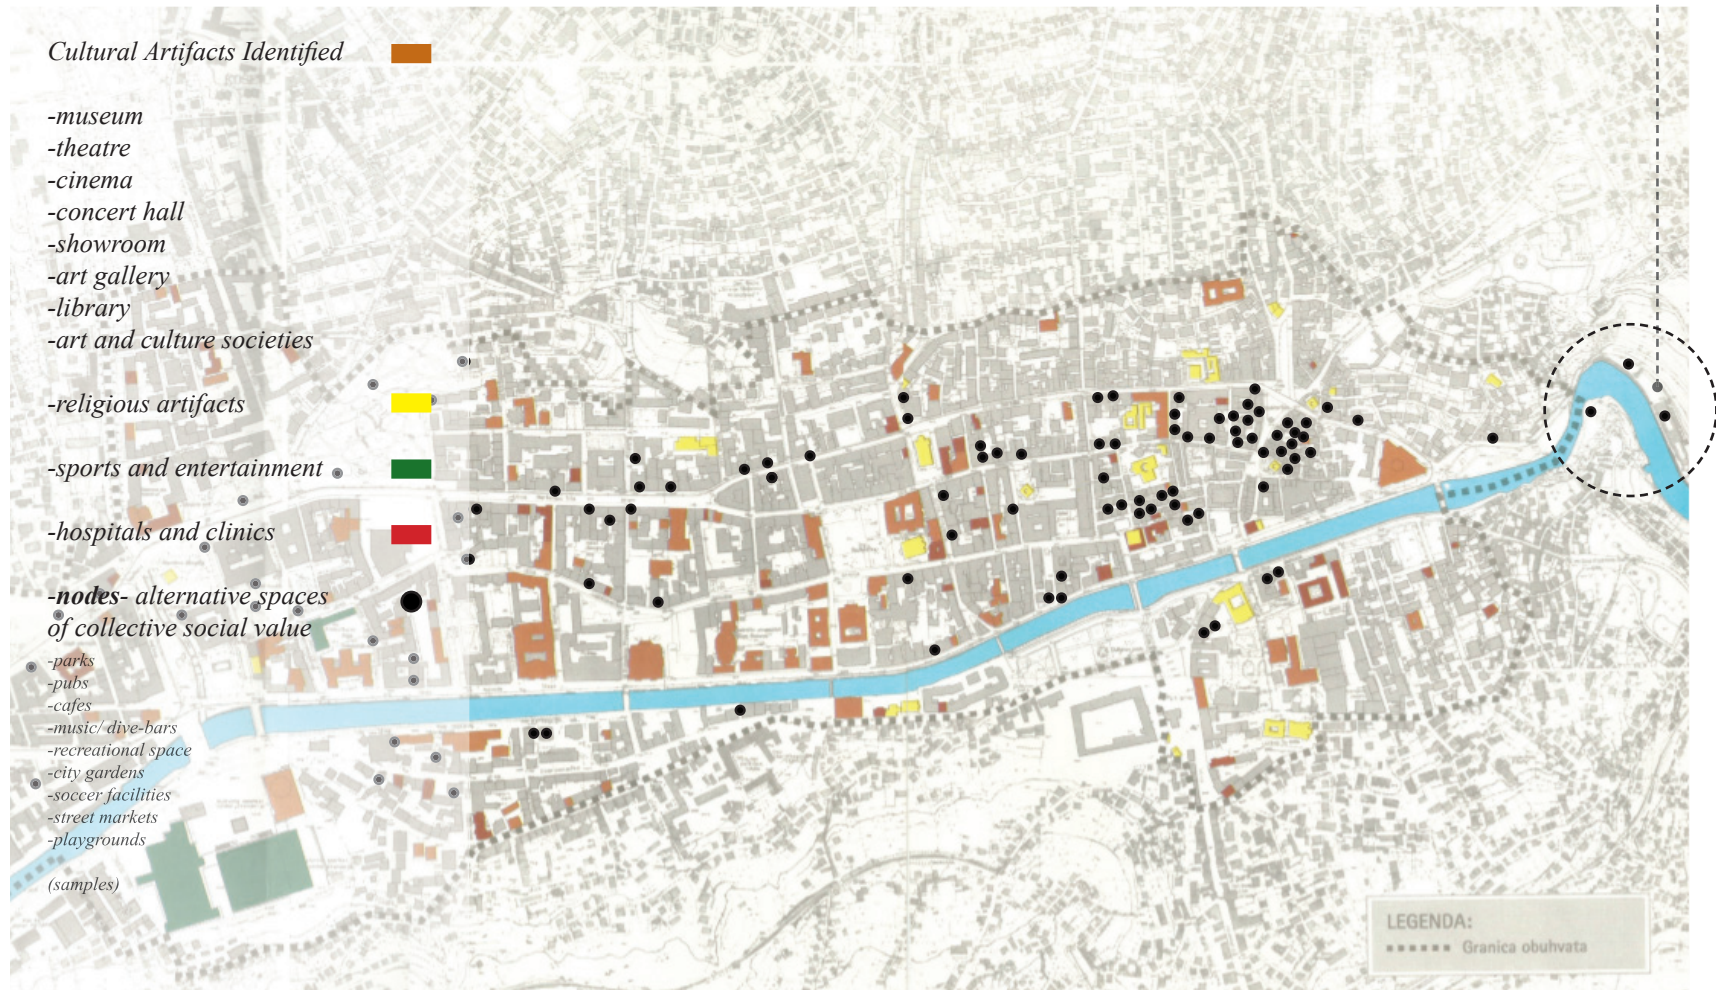 Cultural Artifacts Identified
-museum
-theatre
-cinema
-concert hall
-showroom
-art gallery
-library
-art and culture societies
-religious artifacts
-sports and entertainment
-hospitals and clinics
-nodes- alternative spaces
of collective social value
-parks
-pubs
-cafes
-music/ dive-bars
-recreational space
-city gardens
-soccer facilities
-street markets
-playgrounds
(samples)
LEGENDA:
Granica obuhvata